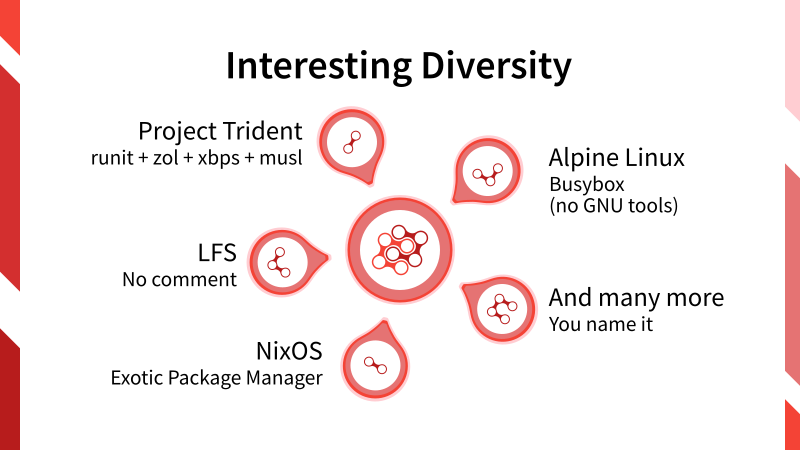 Interesting Diversity
Project Trident
runit + zol + xbps + musl
Alpine Linux
Busybox
(no GNU tools)
LFS
No comment
And many more
You name it
NixOS
Exotic Package Manager